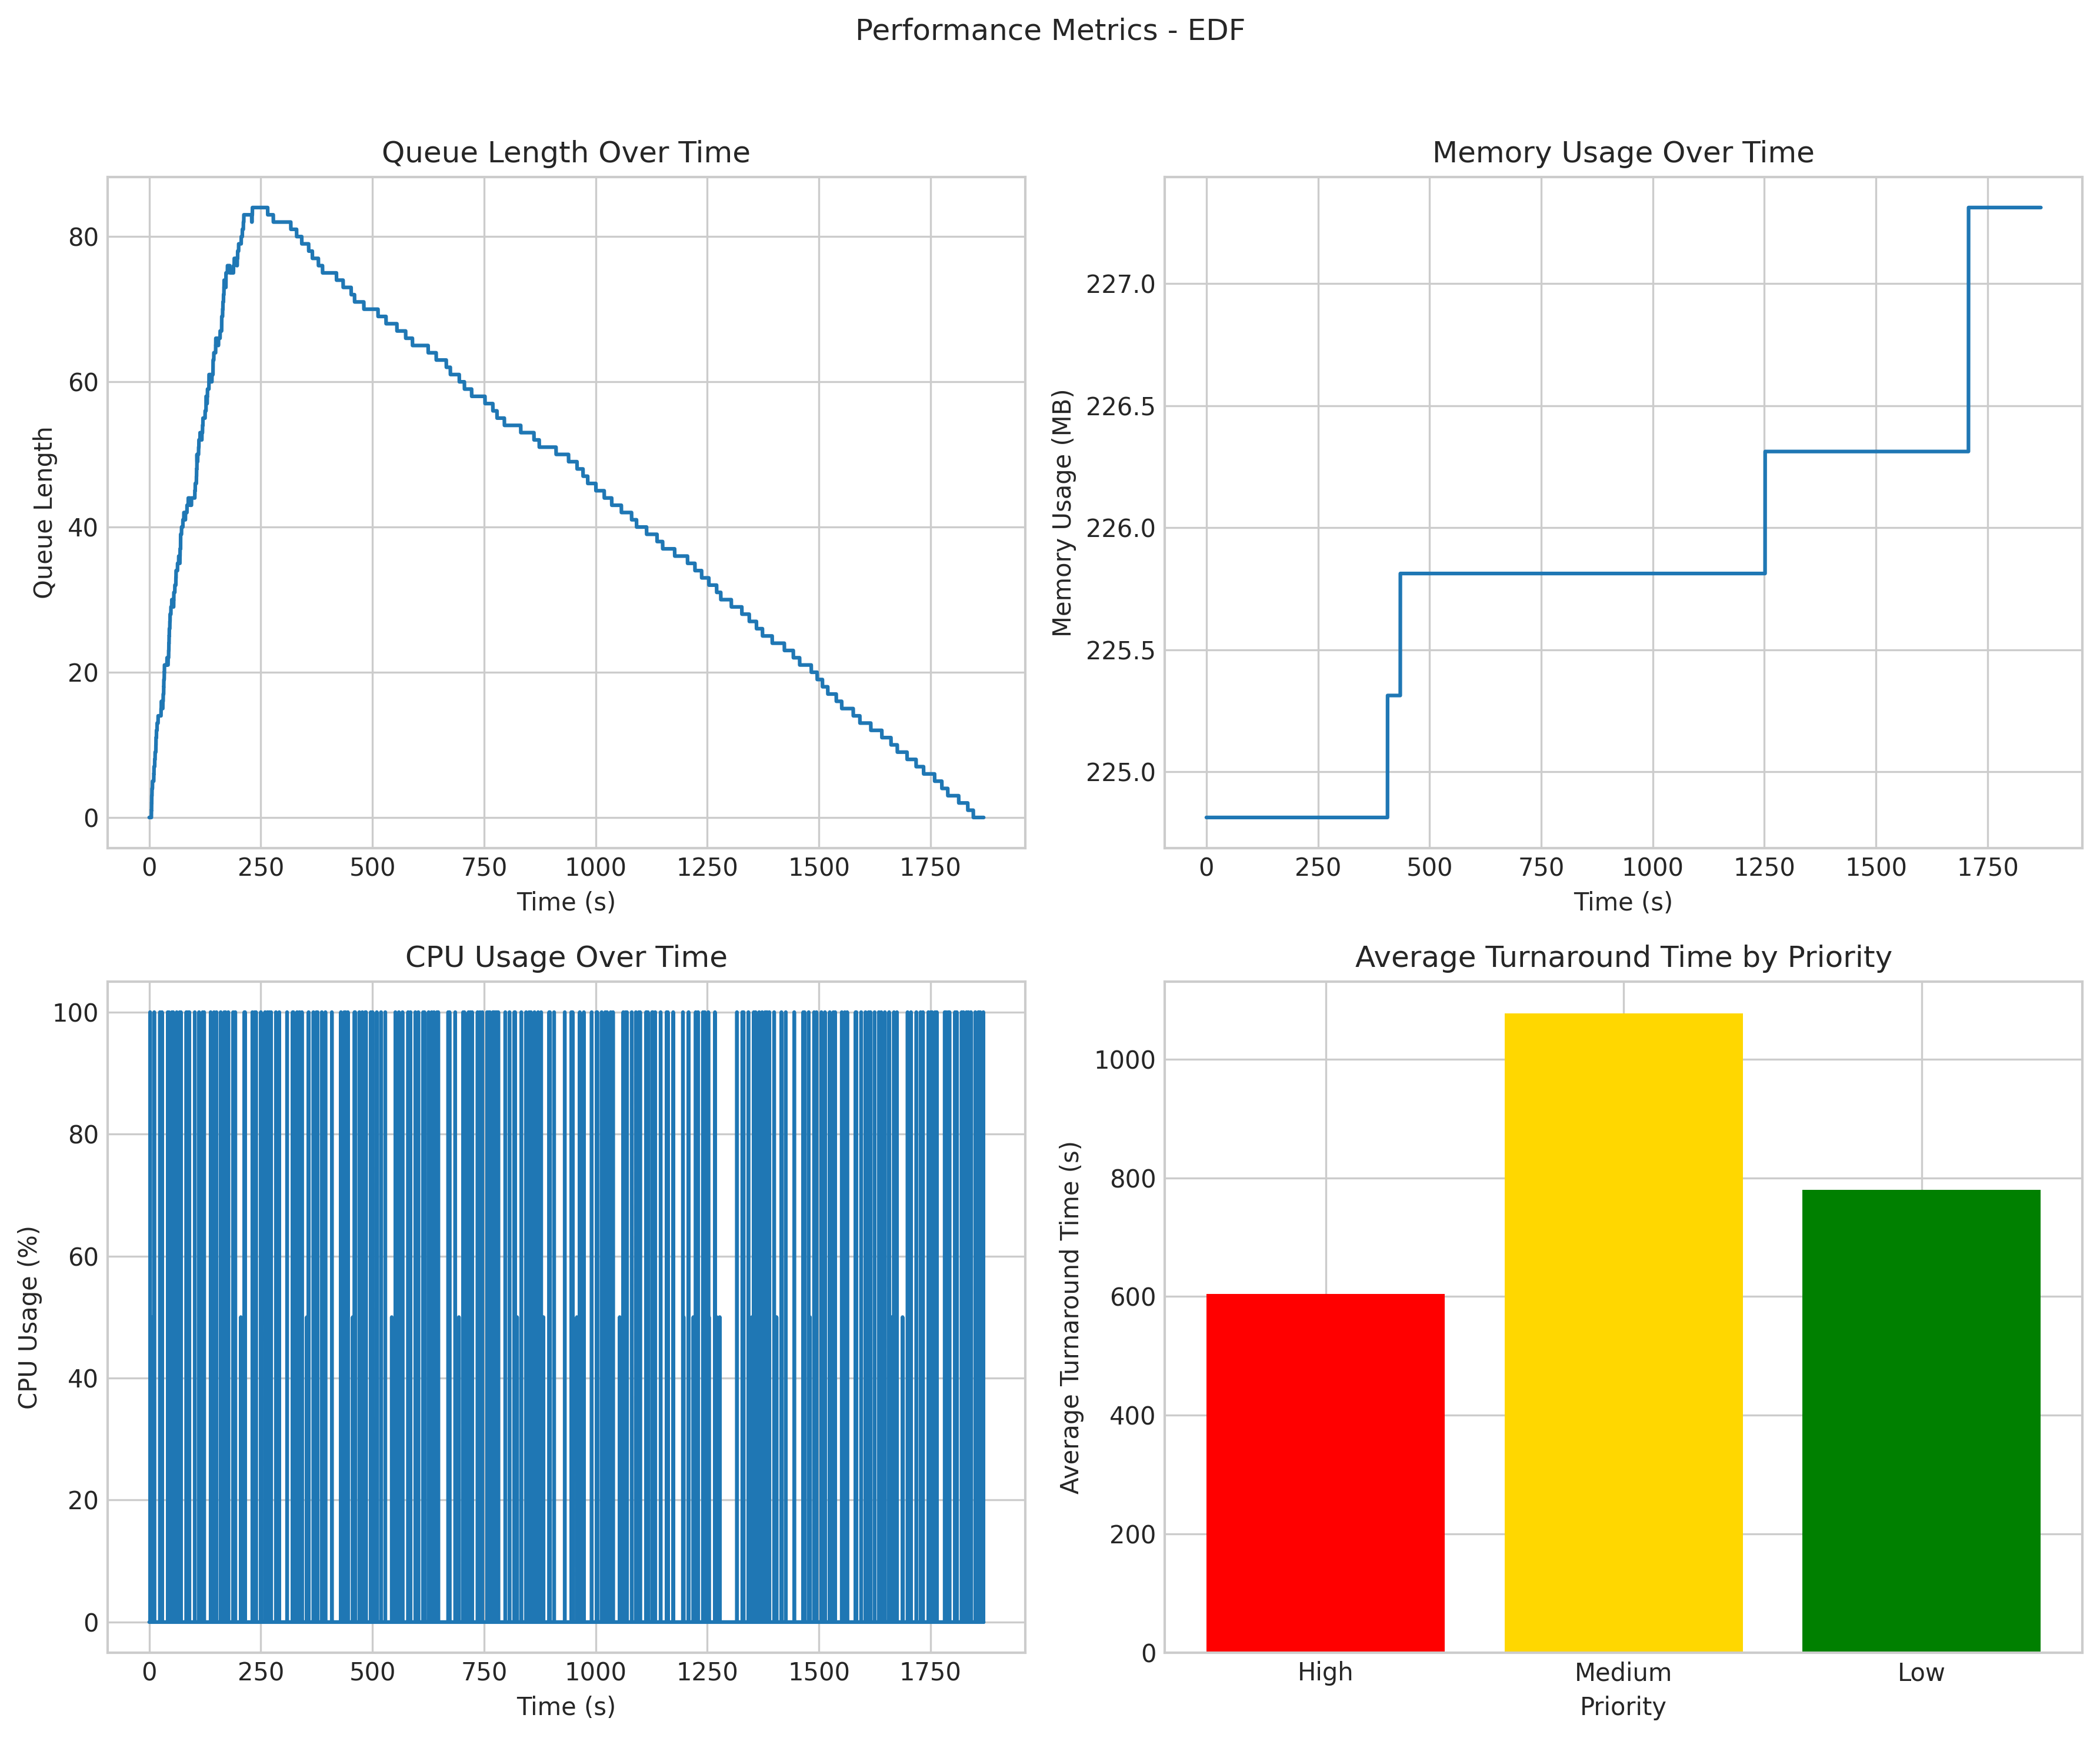 Performance Metrics - EDF
Queue Length Over Time
Queue Length
80
60
40
20
0
0 250 500 750 1000 1250 1500 1750
Time (s)
Memory Usage Over Time
Memory Usage (MB)
227.0
226.5
226.0
225.5
225.0
0 250 500 750 1000 1250 1500 1750
Time (s)
CPU Usage Over Time
CPU Usage (%)
100
80
60
40
20
0
0 250 500 750 1000 1250 1500 1750
Time (s)
Average Turnaround Time by Priority
Average Turnaround Time (s)
1000
800
600
400
200
0
High Medium Low
Priority